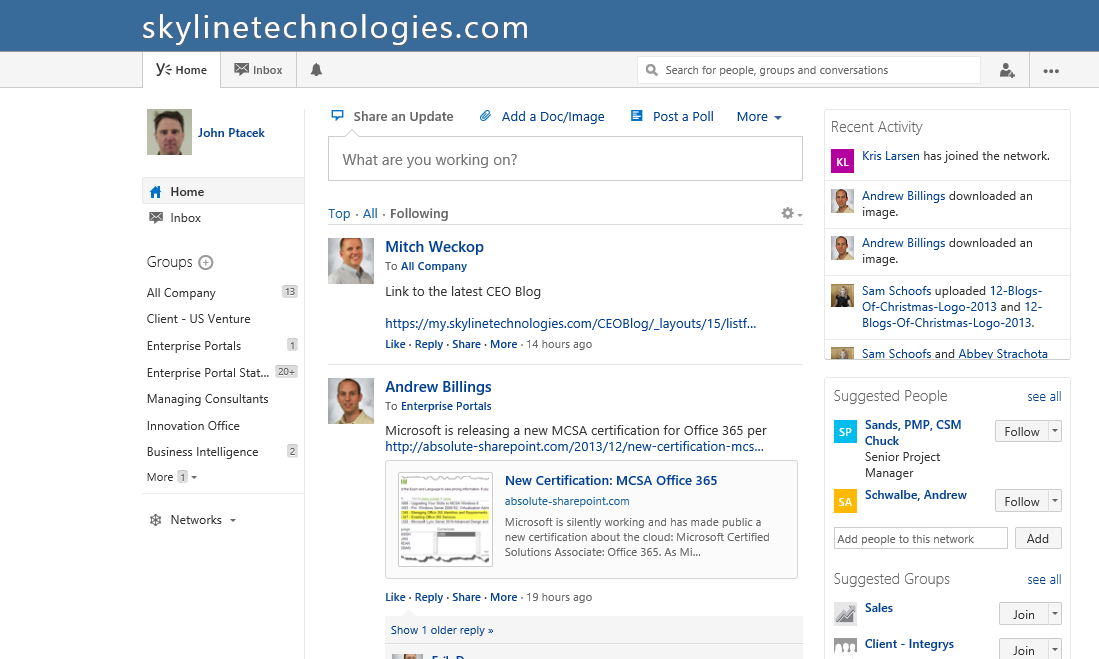 skylinetechnologies.com
Home
Inbox
Search for people, groups and conversations
John Ptacek
Home
Inbox
Groups
All Company 13
Client - US Venture
Enterprise Portals 1
Enterprise Portal Stat... 20+
Managing Consultants
Innovation Office
Business Intelligence 2
More 1
Networks
Share an Update Add a Doc/Image Post a Poll More
What are you working on?
Top · All · Following
Mitch Weckop
To All Company
Link to the latest CEO Blog
https://my.skylinetechnologies.com/CEOBlog/_layouts/15/listf...
Like · Reply · Share · More · 14 hours ago
Andrew Billings
To Enterprise Portals
Microsoft is releasing a new MCSA certification for Office 365 per
http://absolute-sharepoint.com/2013/12/new-certification-mcs...
New Certification: MCSA Office 365
absolute-sharepoint.com
Microsoft is silently working and has made public a
new certification about the cloud: Microsoft Certified
Solutions Associate: Office 365. As Mi...
Like · Reply · Share · More · 19 hours ago
Show 1 older reply »
Recent Activity
KL
Kris Larsen has joined the network.
Andrew Billings downloaded an
image.
Andrew Billings downloaded an
image.
Sam Schoofs uploaded 12-Blogs-
Of-Christmas-Logo-2013 and 12-
Blogs-Of-Christmas-Logo-2013.
Sam Schoofs and Abbey Strachota
Suggested People see all
SP
Sands, PMP, CSM
Chuck
Senior Project
Manager
Follow
SA
Schwalbe, Andrew
Follow
Add people to this network Add
Suggested Groups see all
Sales
Join
Client - Integrys
Join